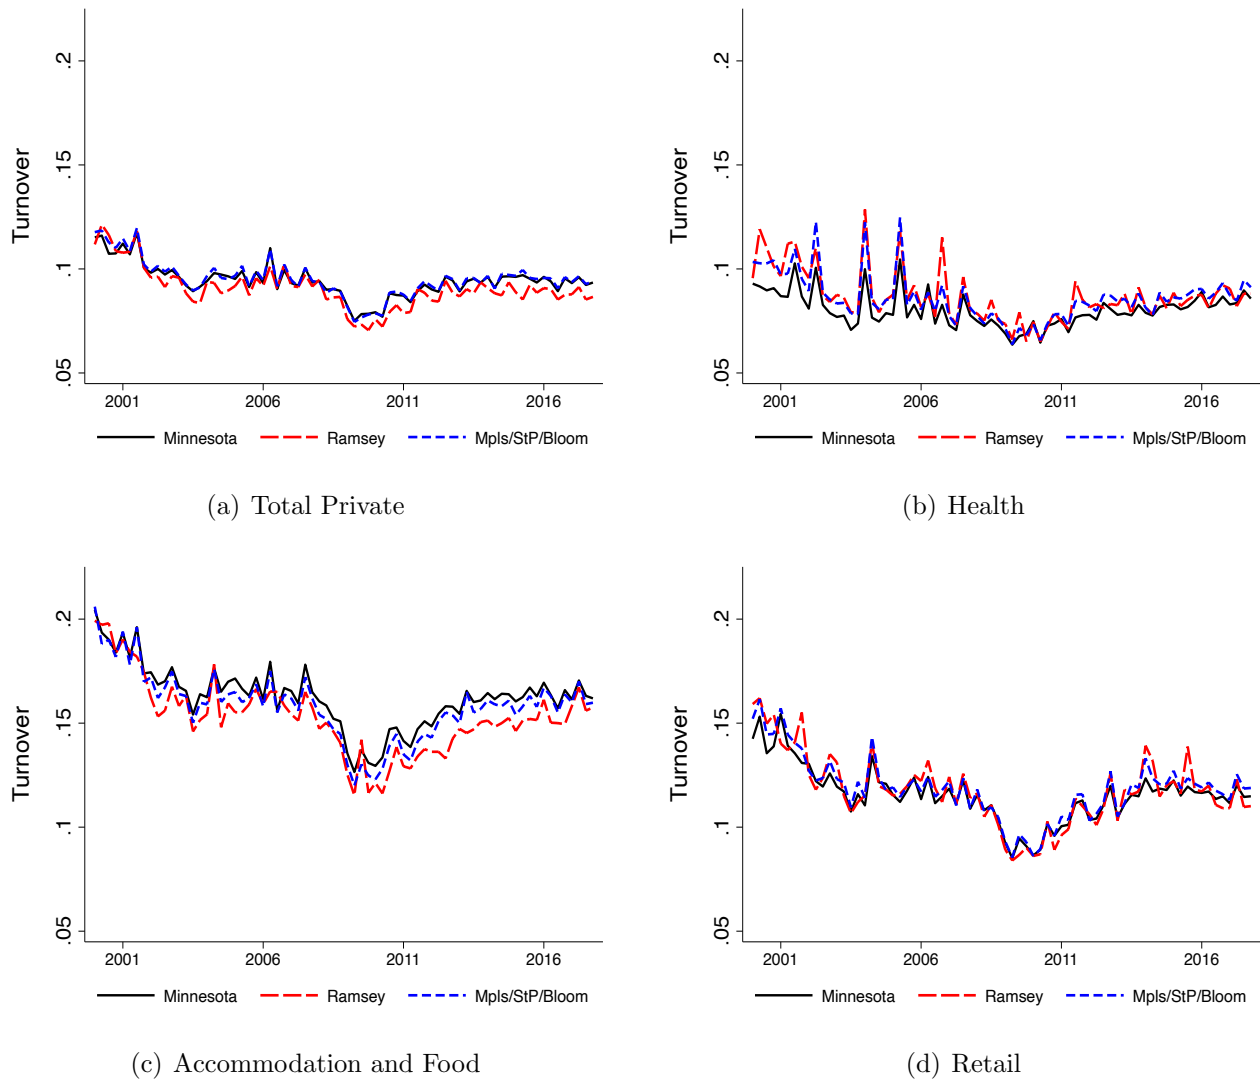 Turnover
.2
.15
.1
.05
2001 2006 2011 2016
Minnesota Ramsey Mpls/StP/Bloom
(a) Total Private
Turnover
.2
.15
.1
.05
2001 2006 2011 2016
Minnesota Ramsey Mpls/StP/Bloom
(b) Health
Turnover
.2
.15
.1
.05
2001 2006 2011 2016
Minnesota Ramsey Mpls/StP/Bloom
(c) Accommodation and Food
Turnover
.2
.15
.1
.05
2001 2006 2011 2016
Minnesota Ramsey Mpls/StP/Bloom
(d) Retail